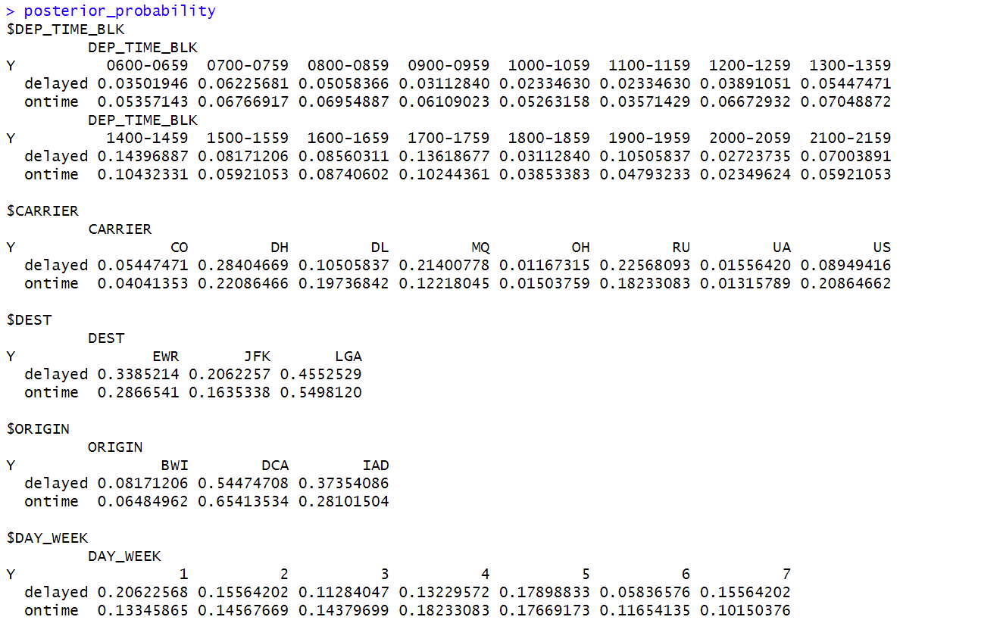 > posterior_probability
$DEP_TIME_BLK
         DEP_TIME_BLK
Y          0600-0659  0700-0759  0800-0859  0900-0959  1000-1059  1100-1159  1200-1259  1300-1359
  delayed 0.03501946 0.06225681 0.05058366 0.03112840 0.02334630 0.02334630 0.03891051 0.05447471
  ontime  0.05357143 0.06766917 0.06954887 0.06109023 0.05263158 0.03571429 0.06672932 0.07048872
         DEP_TIME_BLK
Y          1400-1459  1500-1559  1600-1659  1700-1759  1800-1859  1900-1959  2000-2059  2100-2159
  delayed 0.14396887 0.08171206 0.08560311 0.13618677 0.03112840 0.10505837 0.02723735 0.07003891
  ontime  0.10432331 0.05921053 0.08740602 0.10244361 0.03853383 0.04793233 0.02349624 0.05921053

$CARRIER
         CARRIER
Y                 CO         DH         DL         MQ         OH         RU         UA         US
  delayed 0.05447471 0.28404669 0.10505837 0.21400778 0.01167315 0.22568093 0.01556420 0.08949416
  ontime  0.04041353 0.22086466 0.19736842 0.12218045 0.01503759 0.18233083 0.01315789 0.20864662

$DEST
         DEST
Y               EWR       JFK       LGA
  delayed 0.3385214 0.2062257 0.4552529
  ontime  0.2866541 0.1635338 0.5498120

$ORIGIN
         ORIGIN
Y                BWI        DCA        IAD
  delayed 0.08171206 0.54474708 0.37354086
  ontime  0.06484962 0.65413534 0.28101504

$DAY_WEEK
         DAY_WEEK
Y                  1          2          3          4          5          6          7
  delayed 0.20622568 0.15564202 0.11284047 0.13229572 0.17898833 0.05836576 0.15564202
  ontime  0.13345865 0.14567669 0.14379699 0.18233083 0.17669173 0.11654135 0.10150376